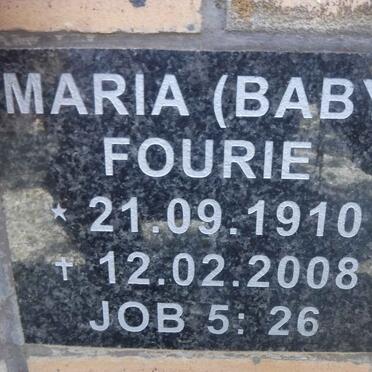 MARIA (BABY
FOURIE
* 21.09.1910
† 12.02.2008
JOB 5: 26